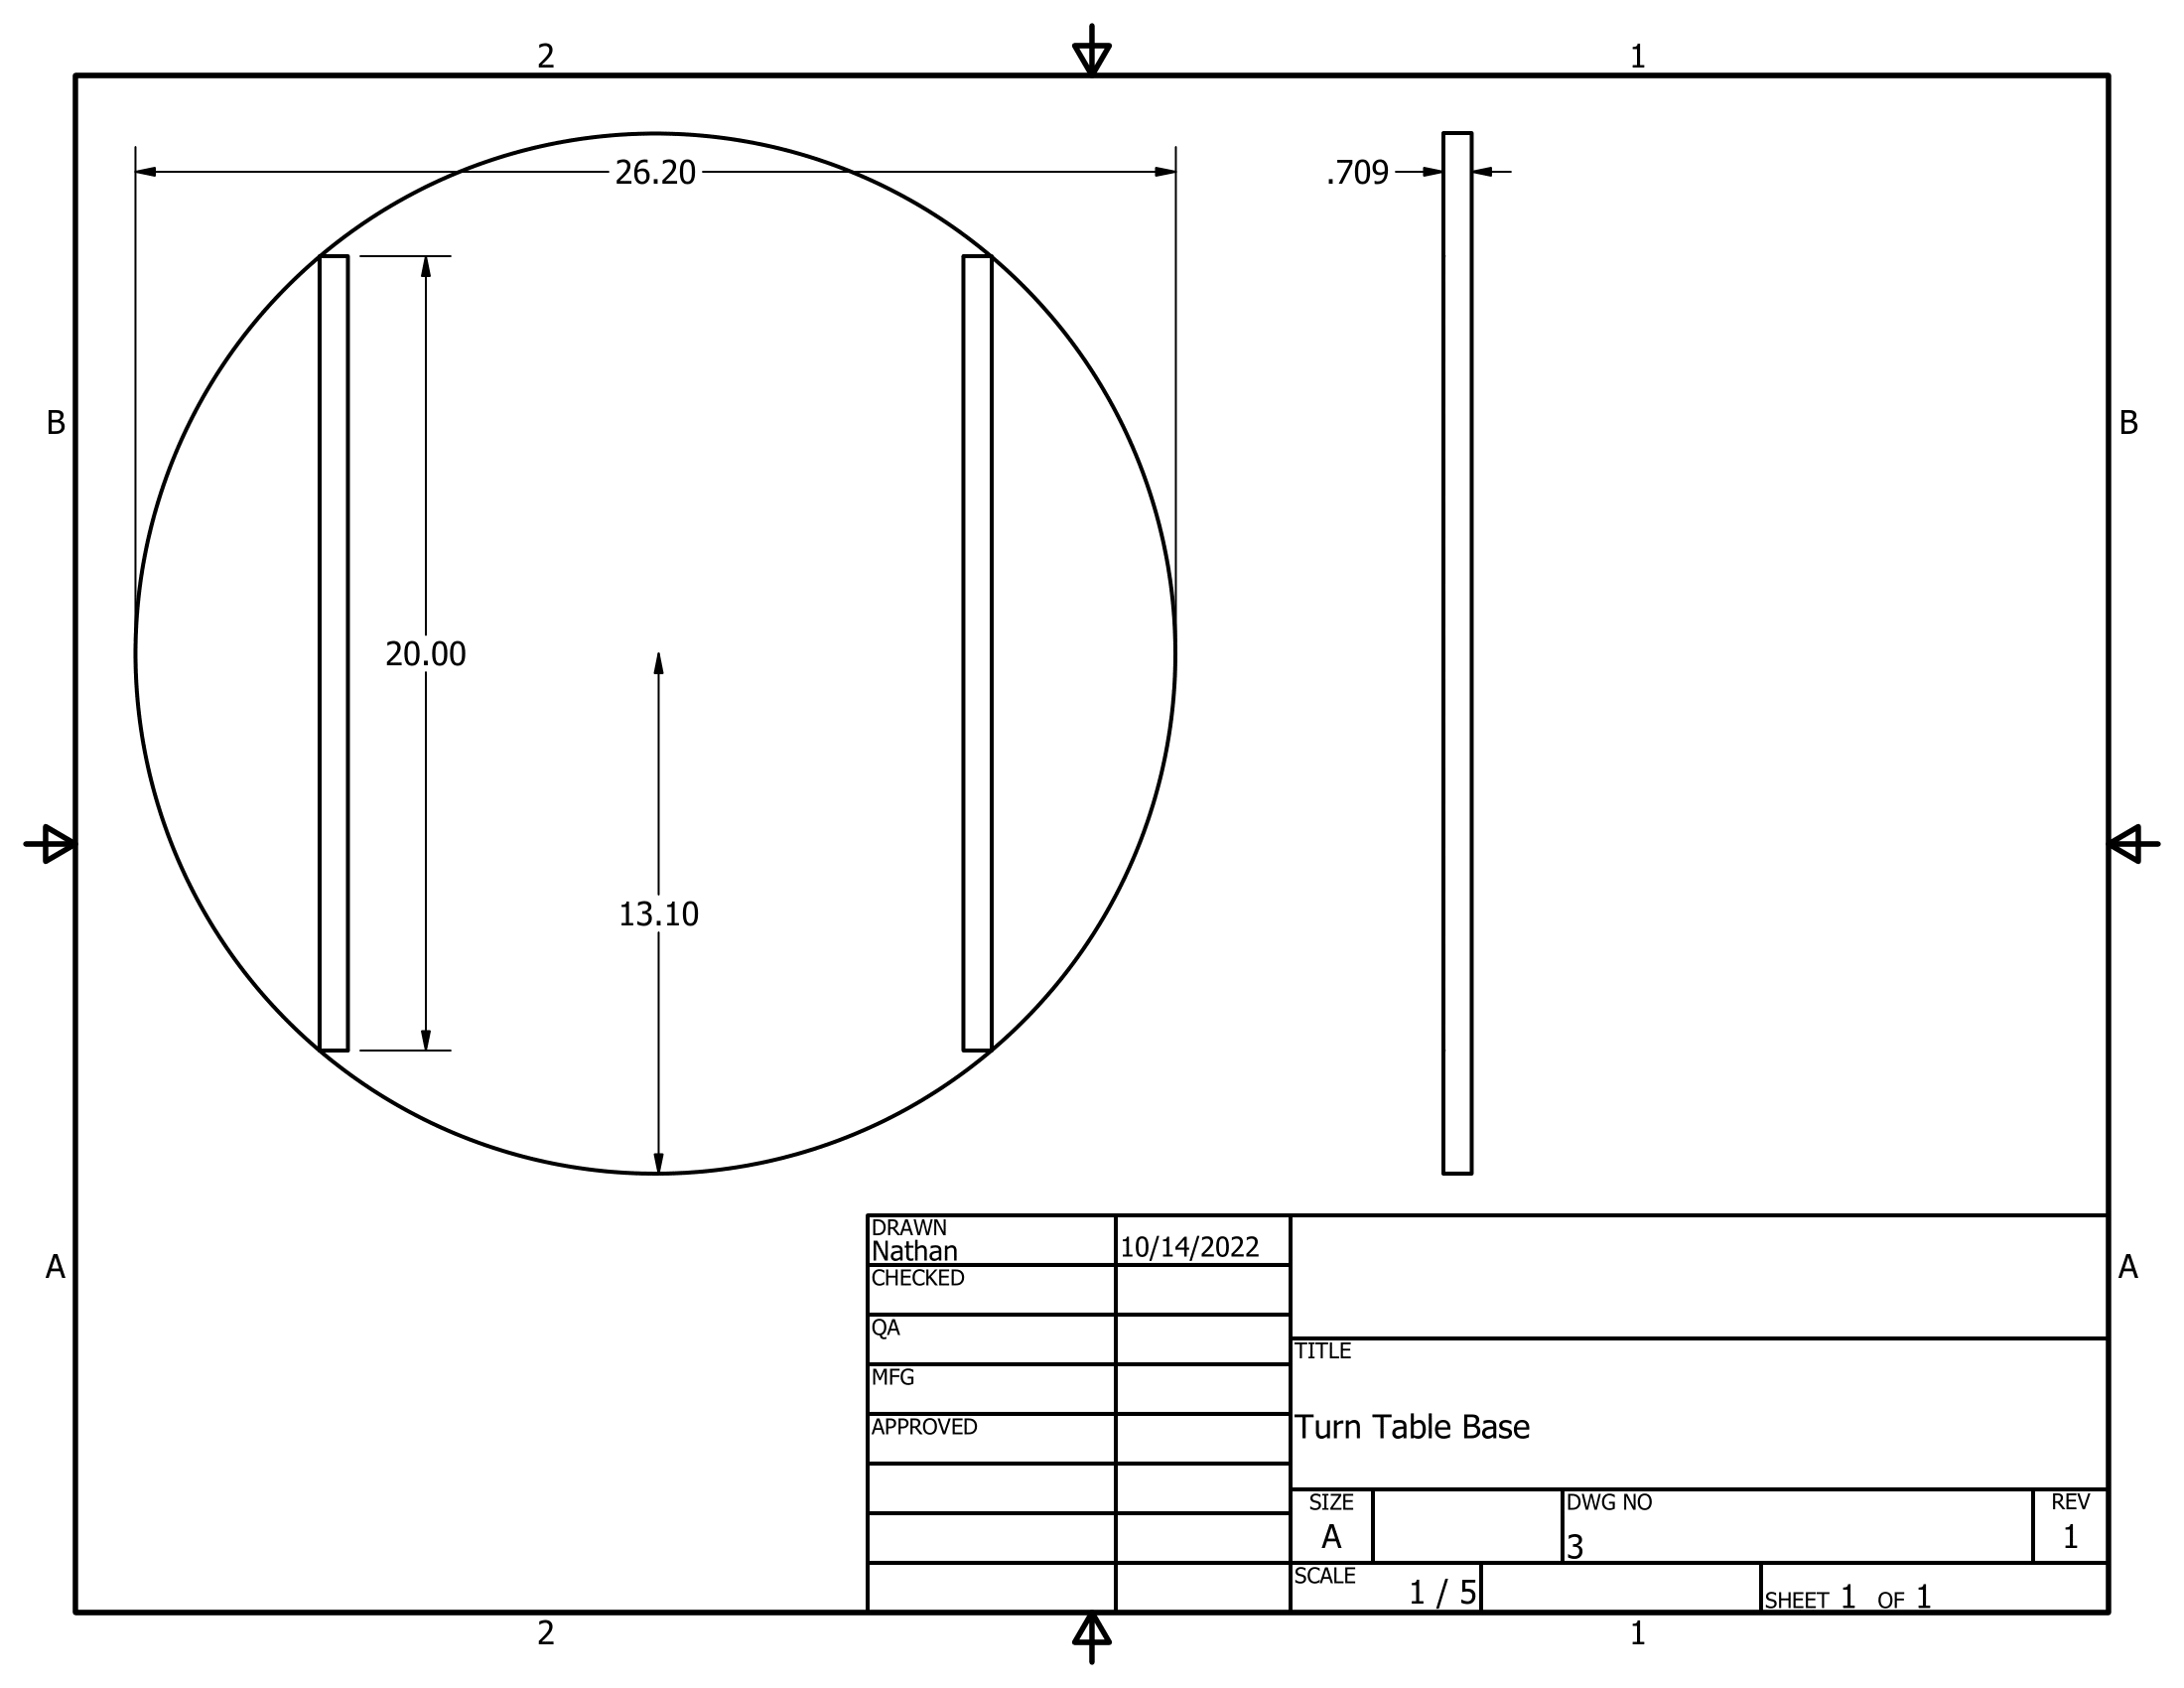 2 1
26.20 .709
B B
20.00
13.10
A A
DRAWN
Nathan 10/14/2022
CHECKED
QA
MFG
APPROVED
TITLE
Turn Table Base
SIZE DWG NO REV
A 3 1
SCALE 1 / 5 SHEET 1 OF 1
2 1